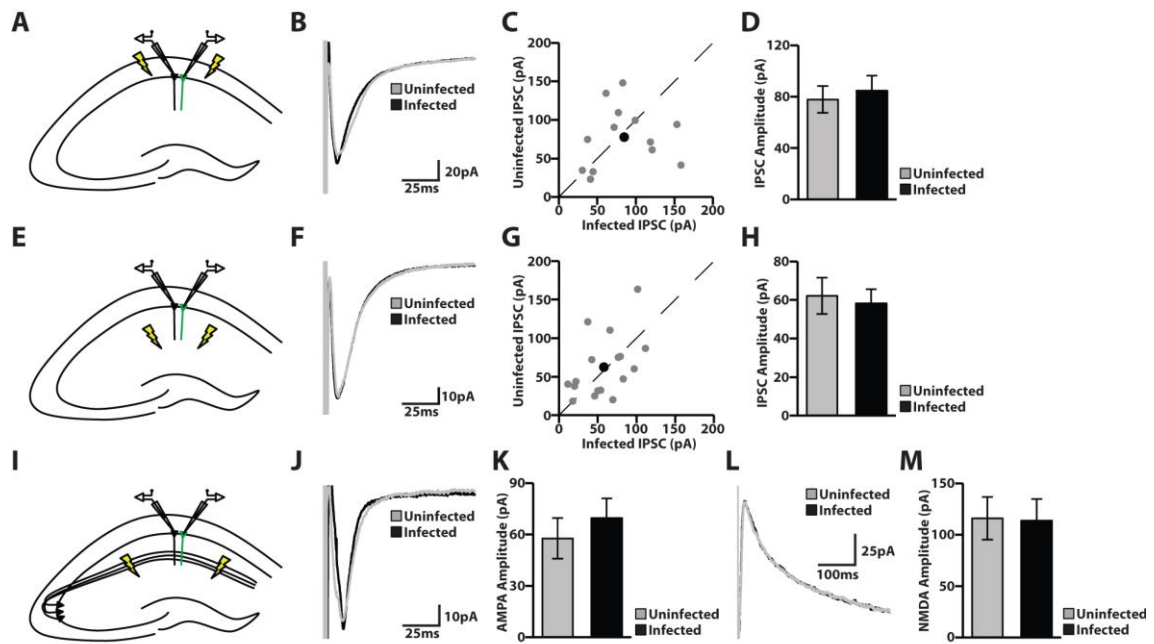 A
B
Uninfected
Infected
20pA
25ms
C
Uninfected IPSC (pA)
200
150
100
50
0
0 50 100 150 200
Infected IPSC (pA)
D
IPSC Amplitude (pA)
120
80
40
0
Uninfected
Infected
E
F
Uninfected
Infected
10pA
25ms
G
Uninfected IPSC (pA)
200
150
100
50
0
0 50 100 150 200
Infected IPSC (pA)
H
IPSC Amplitude (pA)
80
60
40
20
0
Uninfected
Infected
I
J
Uninfected
Infected
10pA
25ms
K
AMPA Amplitude (pA)
90
60
30
0
Uninfected
Infected
L
Uninfected
Infected
25pA
100ms
M
NMDA Amplitude (pA)
150
100
50
0
Uninfected
Infected